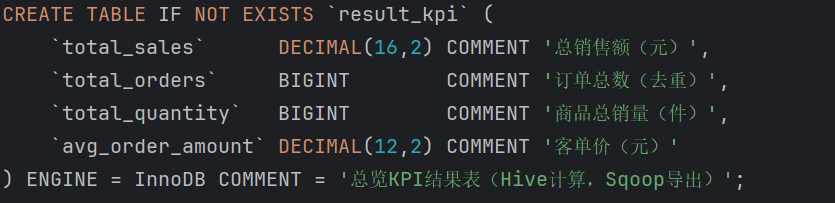 CREATE TABLE IF NOT EXISTS `result_kpi` (
    `total_sales`      DECIMAL(16,2) COMMENT '总销售额（元）',
    `total_orders`     BIGINT        COMMENT '订单总数（去重）',
    `total_quantity`   BIGINT        COMMENT '商品总销量（件）',
    `avg_order_amount` DECIMAL(12,2) COMMENT '客单价（元）'
) ENGINE = InnoDB COMMENT = '总览KPI结果表（Hive计算，Sqoop导出）';